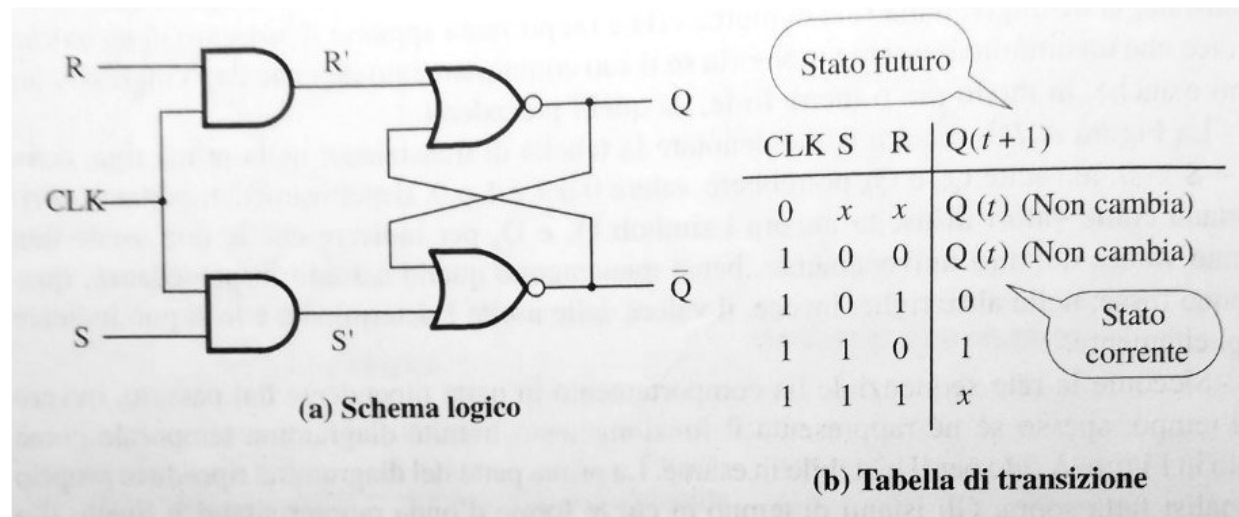 R
R'
Q
CLK
Q̅
S
S'
(a) Schema logico
Stato futuro
CLK S R Q(t + 1)
0 x x Q (t) (Non cambia)
1 0 0 Q (t) (Non cambia)
1 0 1 0
1 1 0 1
1 1 1 x
Stato
corrente
(b) Tabella di transizione